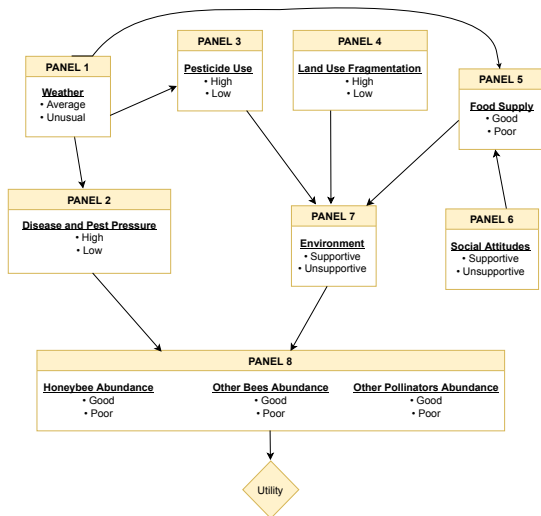 PANEL 1
Weather
• Average
• Unusual
PANEL 3
Pesticide Use
• High
• Low
PANEL 4
Land Use Fragmentation
• High
• Low
PANEL 5
Food Supply
• Good
• Poor
PANEL 2
Disease and Pest Pressure
• High
• Low
PANEL 7
Environment
• Supportive
• Unsupportive
PANEL 6
Social Attitudes
• Supportive
• Unsupportive
PANEL 8
Honeybee Abundance
• Good
• Poor
Other Bees Abundance
• Good
• Poor
Other Pollinators Abundance
• Good
• Poor
Utility